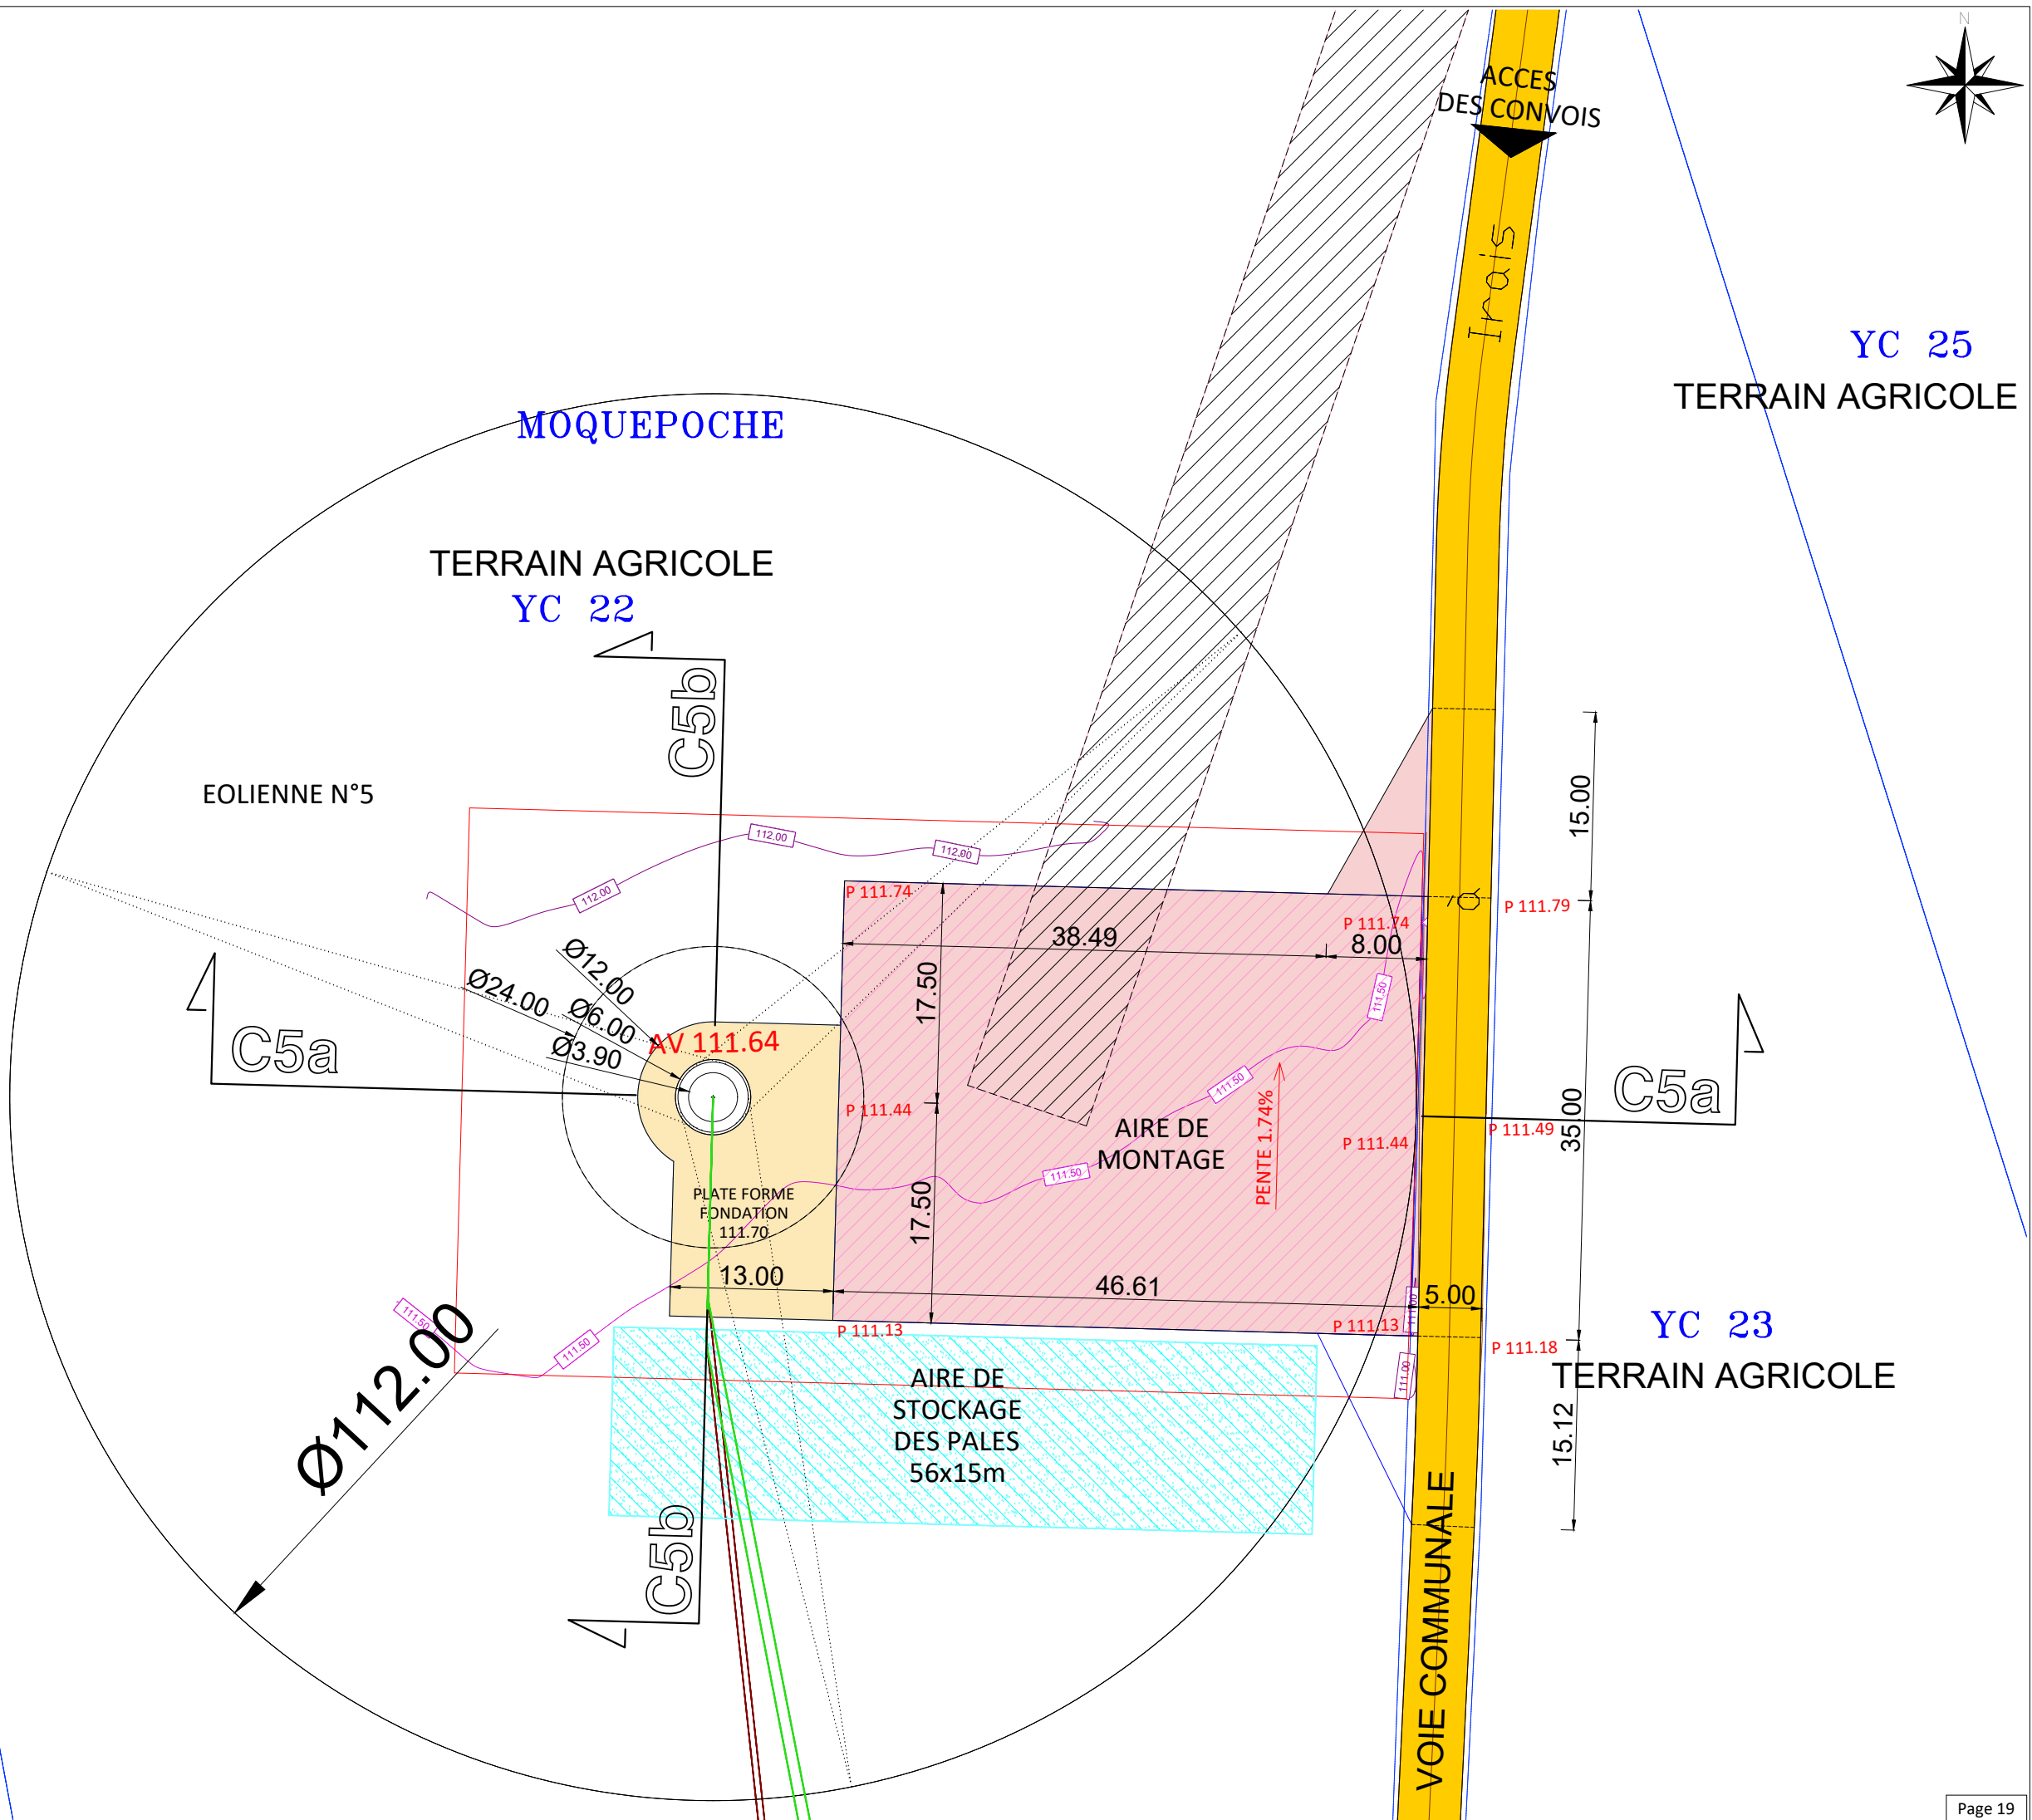 N
ACCES
DES CONVOIS
Irais
YC 25
TERRAIN AGRICOLE
MOQUEPOCHE
TERRAIN AGRICOLE
YC 22
C5b
EOLIENNE N°5
15.00
112.00
112.00
112.00
P 111.74
à
P 111.79
P 111.74
38.49
8.00
Ø12.00
Ø24.00
Ø6.00
Ø3.90
17.50
111.50
AV 111.64
C5a
C5a
111.50
P 111.44
PENTE 1.74%
AIRE DE
MONTAGE
P 111.44
P 111.49
35.00
111.50
PLATE FORME
FONDATION
111.70
17.50
13.00
46.61
5.00
111.00
111.50
111.50
P 111.13
P 111.13
P 111.18
YC 23
TERRAIN AGRICOLE
111.00
Ø112.00
AIRE DE
STOCKAGE
DES PALES
56x15m
15.12
C5b
VOIE COMMUNALE
Page 19